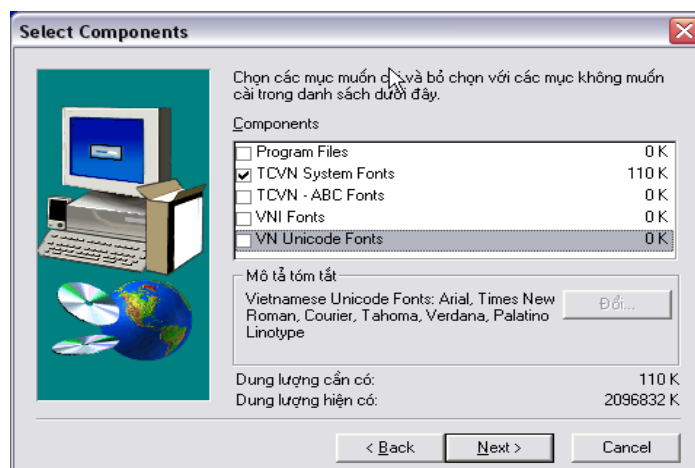 Select Components
Chọn các mục muốn cài và bỏ chọn với các mục không muốn
cài trong danh sách dưới đây.
Components
Program Files 0 K
TCVN System Fonts 110 K
TCVN - ABC Fonts 0 K
VNI Fonts 0 K
VN Unicode Fonts 0 K
Mô tả tóm tắt
Vietnamese Unicode Fonts: Arial, Times New
Roman, Courier, Tahoma, Verdana, Palatino
Linotype
Đổi...
Dung lượng cần có: 110 K
Dung lượng hiện có: 2096832 K
< Back Next > Cancel